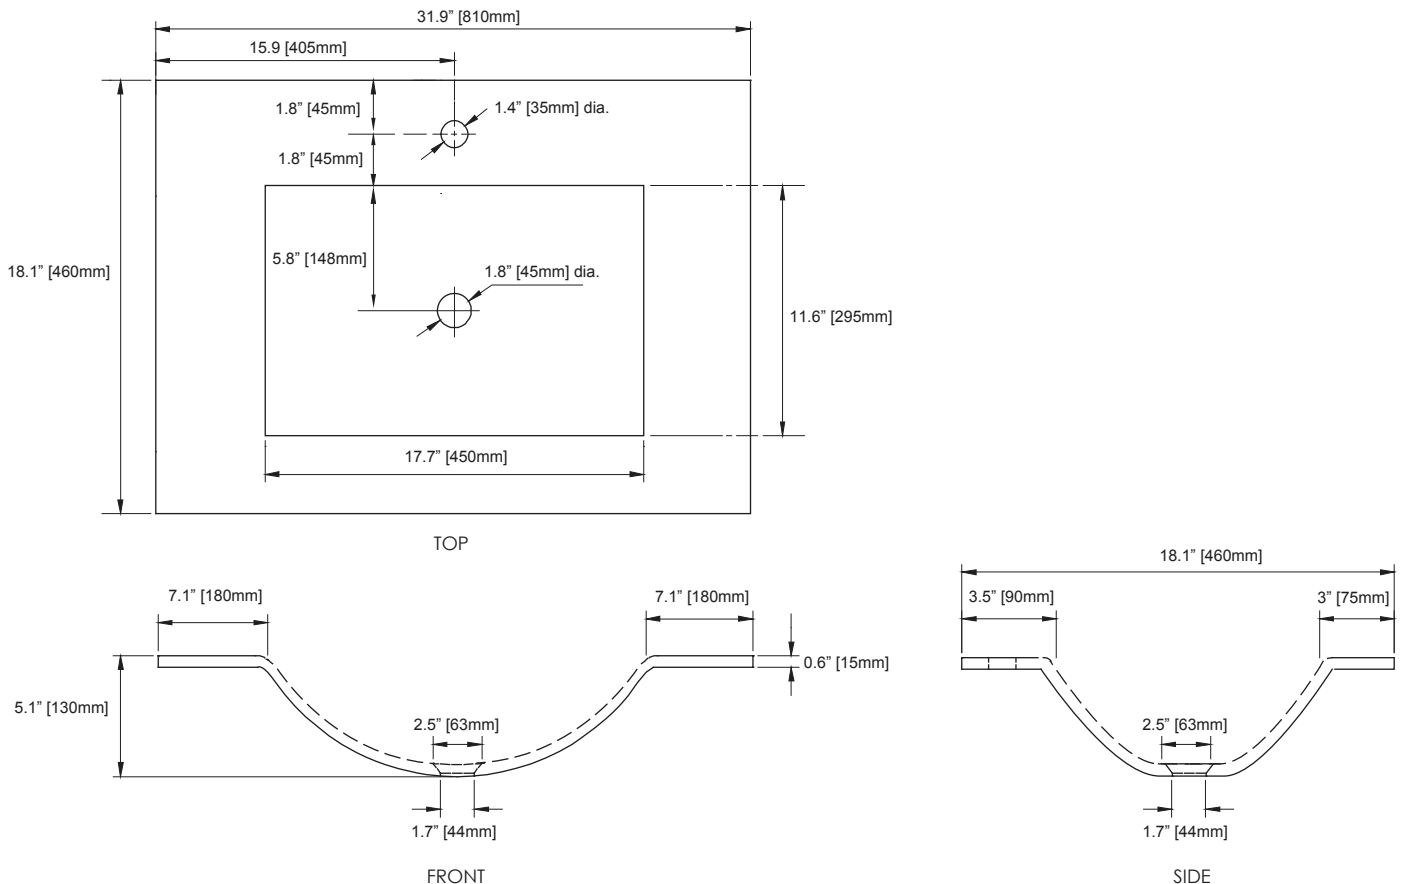 31.9” [810mm]
15.9 [405mm]
1.8” [45mm]
1.4” [35mm] dia.
1.8” [45mm]
5.8” [148mm]
18.1” [460mm]
1.8” [45mm] dia.
11.6” [295mm]
17.7” [450mm]
TOP
18.1” [460mm]
7.1” [180mm]
7.1” [180mm]
3.5” [90mm]
3” [75mm]
0.6” [15mm]
5.1” [130mm]
2.5” [63mm]
2.5” [63mm]
1.7” [44mm]
1.7” [44mm]
FRONT
SIDE